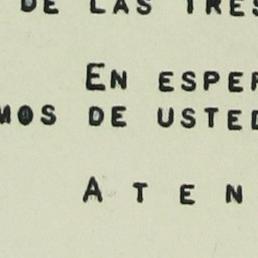 DE LAS TRES
EN ESPER
MOS DE USTED
A T E N